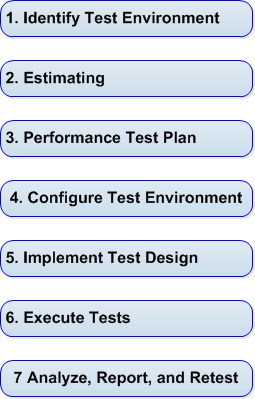 1. Identify Test Environment
2. Estimating
3. Performance Test Plan
4. Configure Test Environment
5. Implement Test Design
6. Execute Tests
7 Analyze, Report, and Retest